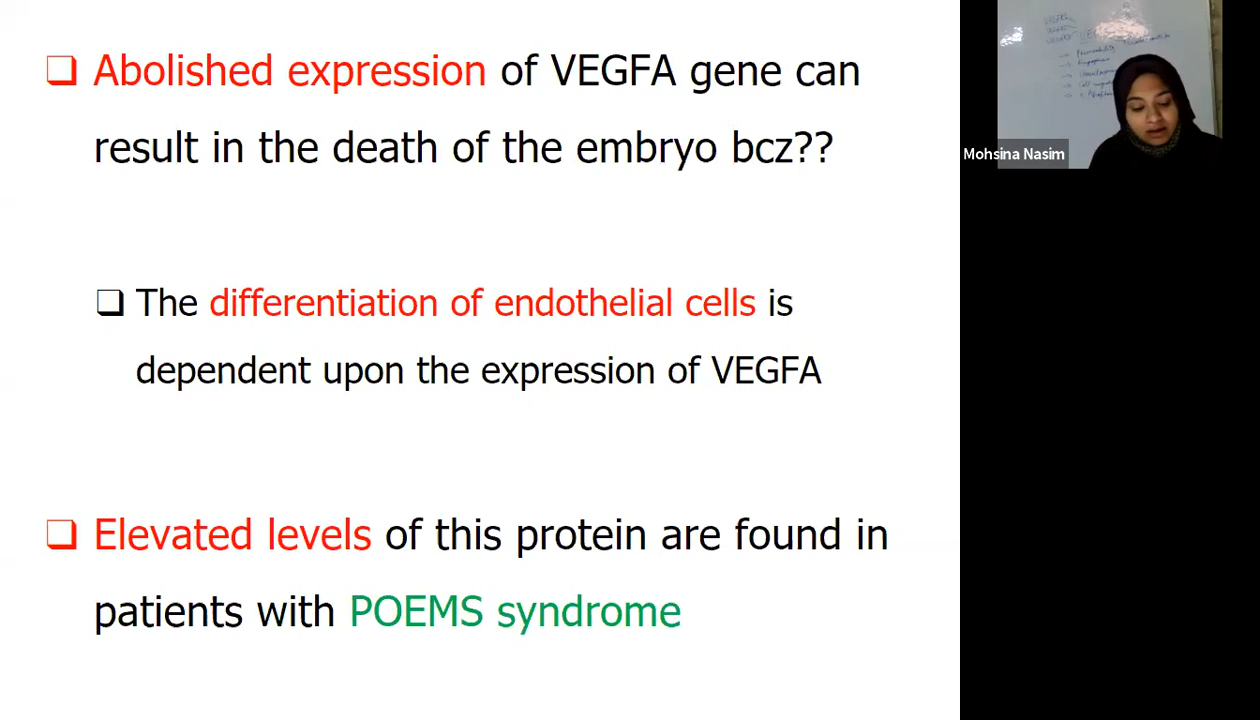 ❑ Abolished expression of VEGFA gene can
result in the death of the embryo bcz??
❑ The differentiation of endothelial cells is
dependent upon the expression of VEGFA
❑ Elevated levels of this protein are found in
patients with POEMS syndrome
Mohsina Nasim